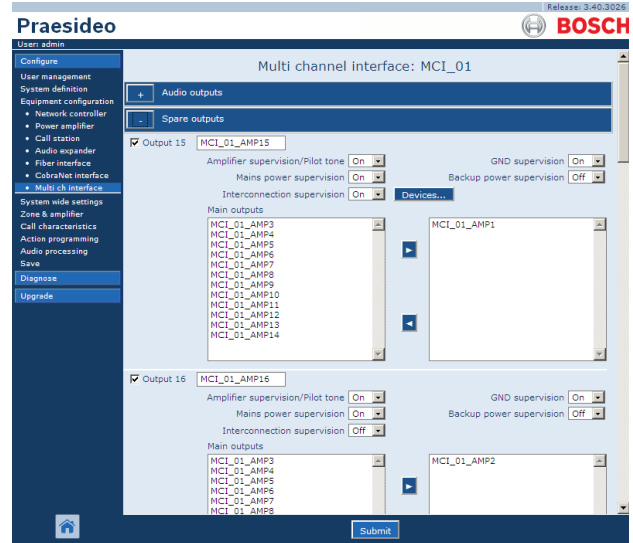 Release: 3.40.3026
Praesideo
BOSCH
User: admin
Configure
User management
System definition
Equipment configuration
• Network controller
• Power amplifier
• Call station
• Audio expander
• Fiber interface
• CobraNet interface
• Multi ch interface
System wide settings
Zone & amplifier
Call characteristics
Action programming
Audio processing
Save
Diagnose
Upgrade
Multi channel interface: MCI_01
+ Audio outputs
- Spare outputs
Output 15 MCI_01_AMP15
Amplifier supervision/Pilot tone On GND supervision On
Mains power supervision On Backup power supervision Off
Interconnection supervision On Devices...
Main outputs
MCI_01_AMP3
MCI_01_AMP4
MCI_01_AMP5
MCI_01_AMP6
MCI_01_AMP7
MCI_01_AMP8
MCI_01_AMP9
MCI_01_AMP10
MCI_01_AMP11
MCI_01_AMP12
MCI_01_AMP13
MCI_01_AMP14
MCI_01_AMP1
Output 16 MCI_01_AMP16
Amplifier supervision/Pilot tone On GND supervision On
Mains power supervision On Backup power supervision Off
Interconnection supervision Off
Main outputs
MCI_01_AMP3
MCI_01_AMP4
MCI_01_AMP5
MCI_01_AMP6
MCI_01_AMP7
MCI_01_AMP8
MCI_01_AMP2
Submit